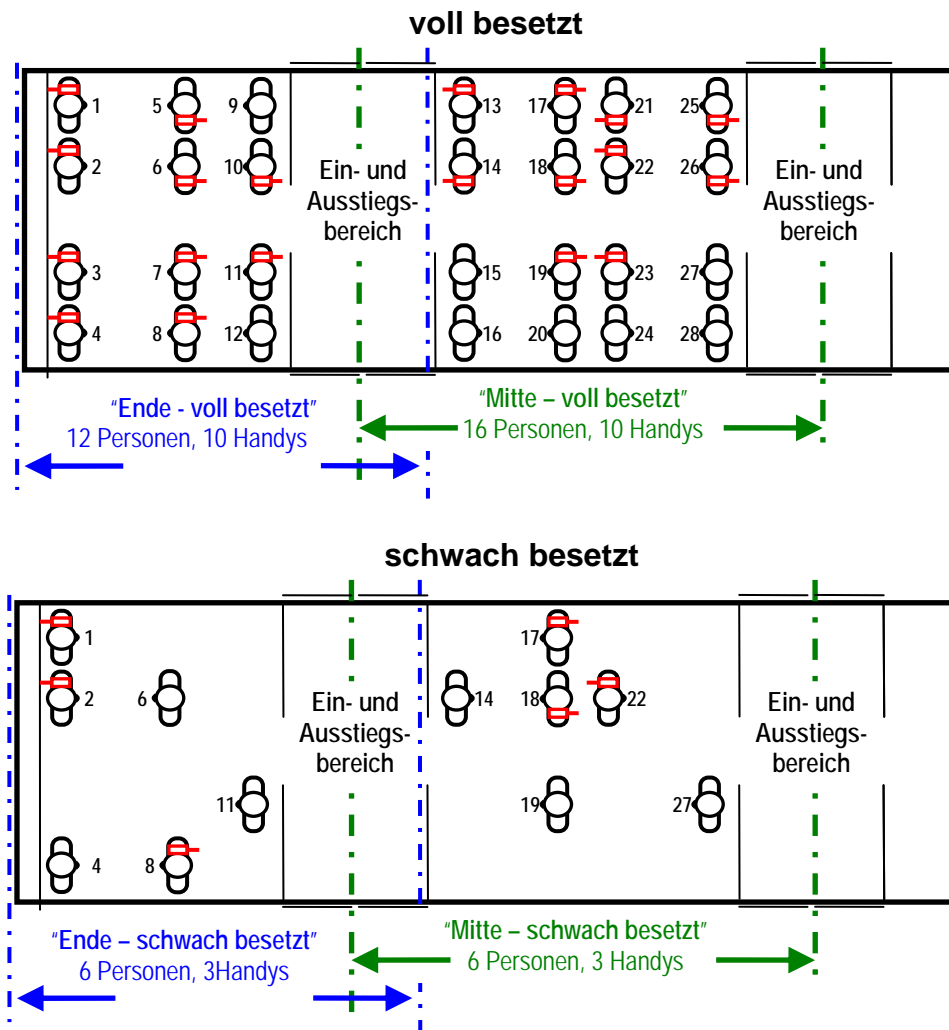 voll besetzt
1 5 9 13 17 21 25
2 6 10 14 18 22 26
Ein- und
Ausstiegs-
bereich
Ein- und
Ausstiegs-
bereich
3 7 11 15 19 23 27
4 8 12 16 20 24 28
"Ende - voll besetzt"
12 Personen, 10 Handys
"Mitte – voll besetzt"
16 Personen, 10 Handys
schwach besetzt
1 17
2 6 14 18 22
Ein- und
Ausstiegs-
bereich
Ein- und
Ausstiegs-
bereich
11 19 27
4 8
"Ende – schwach besetzt"
6 Personen, 3Handys
"Mitte – schwach besetzt"
6 Personen, 3 Handys